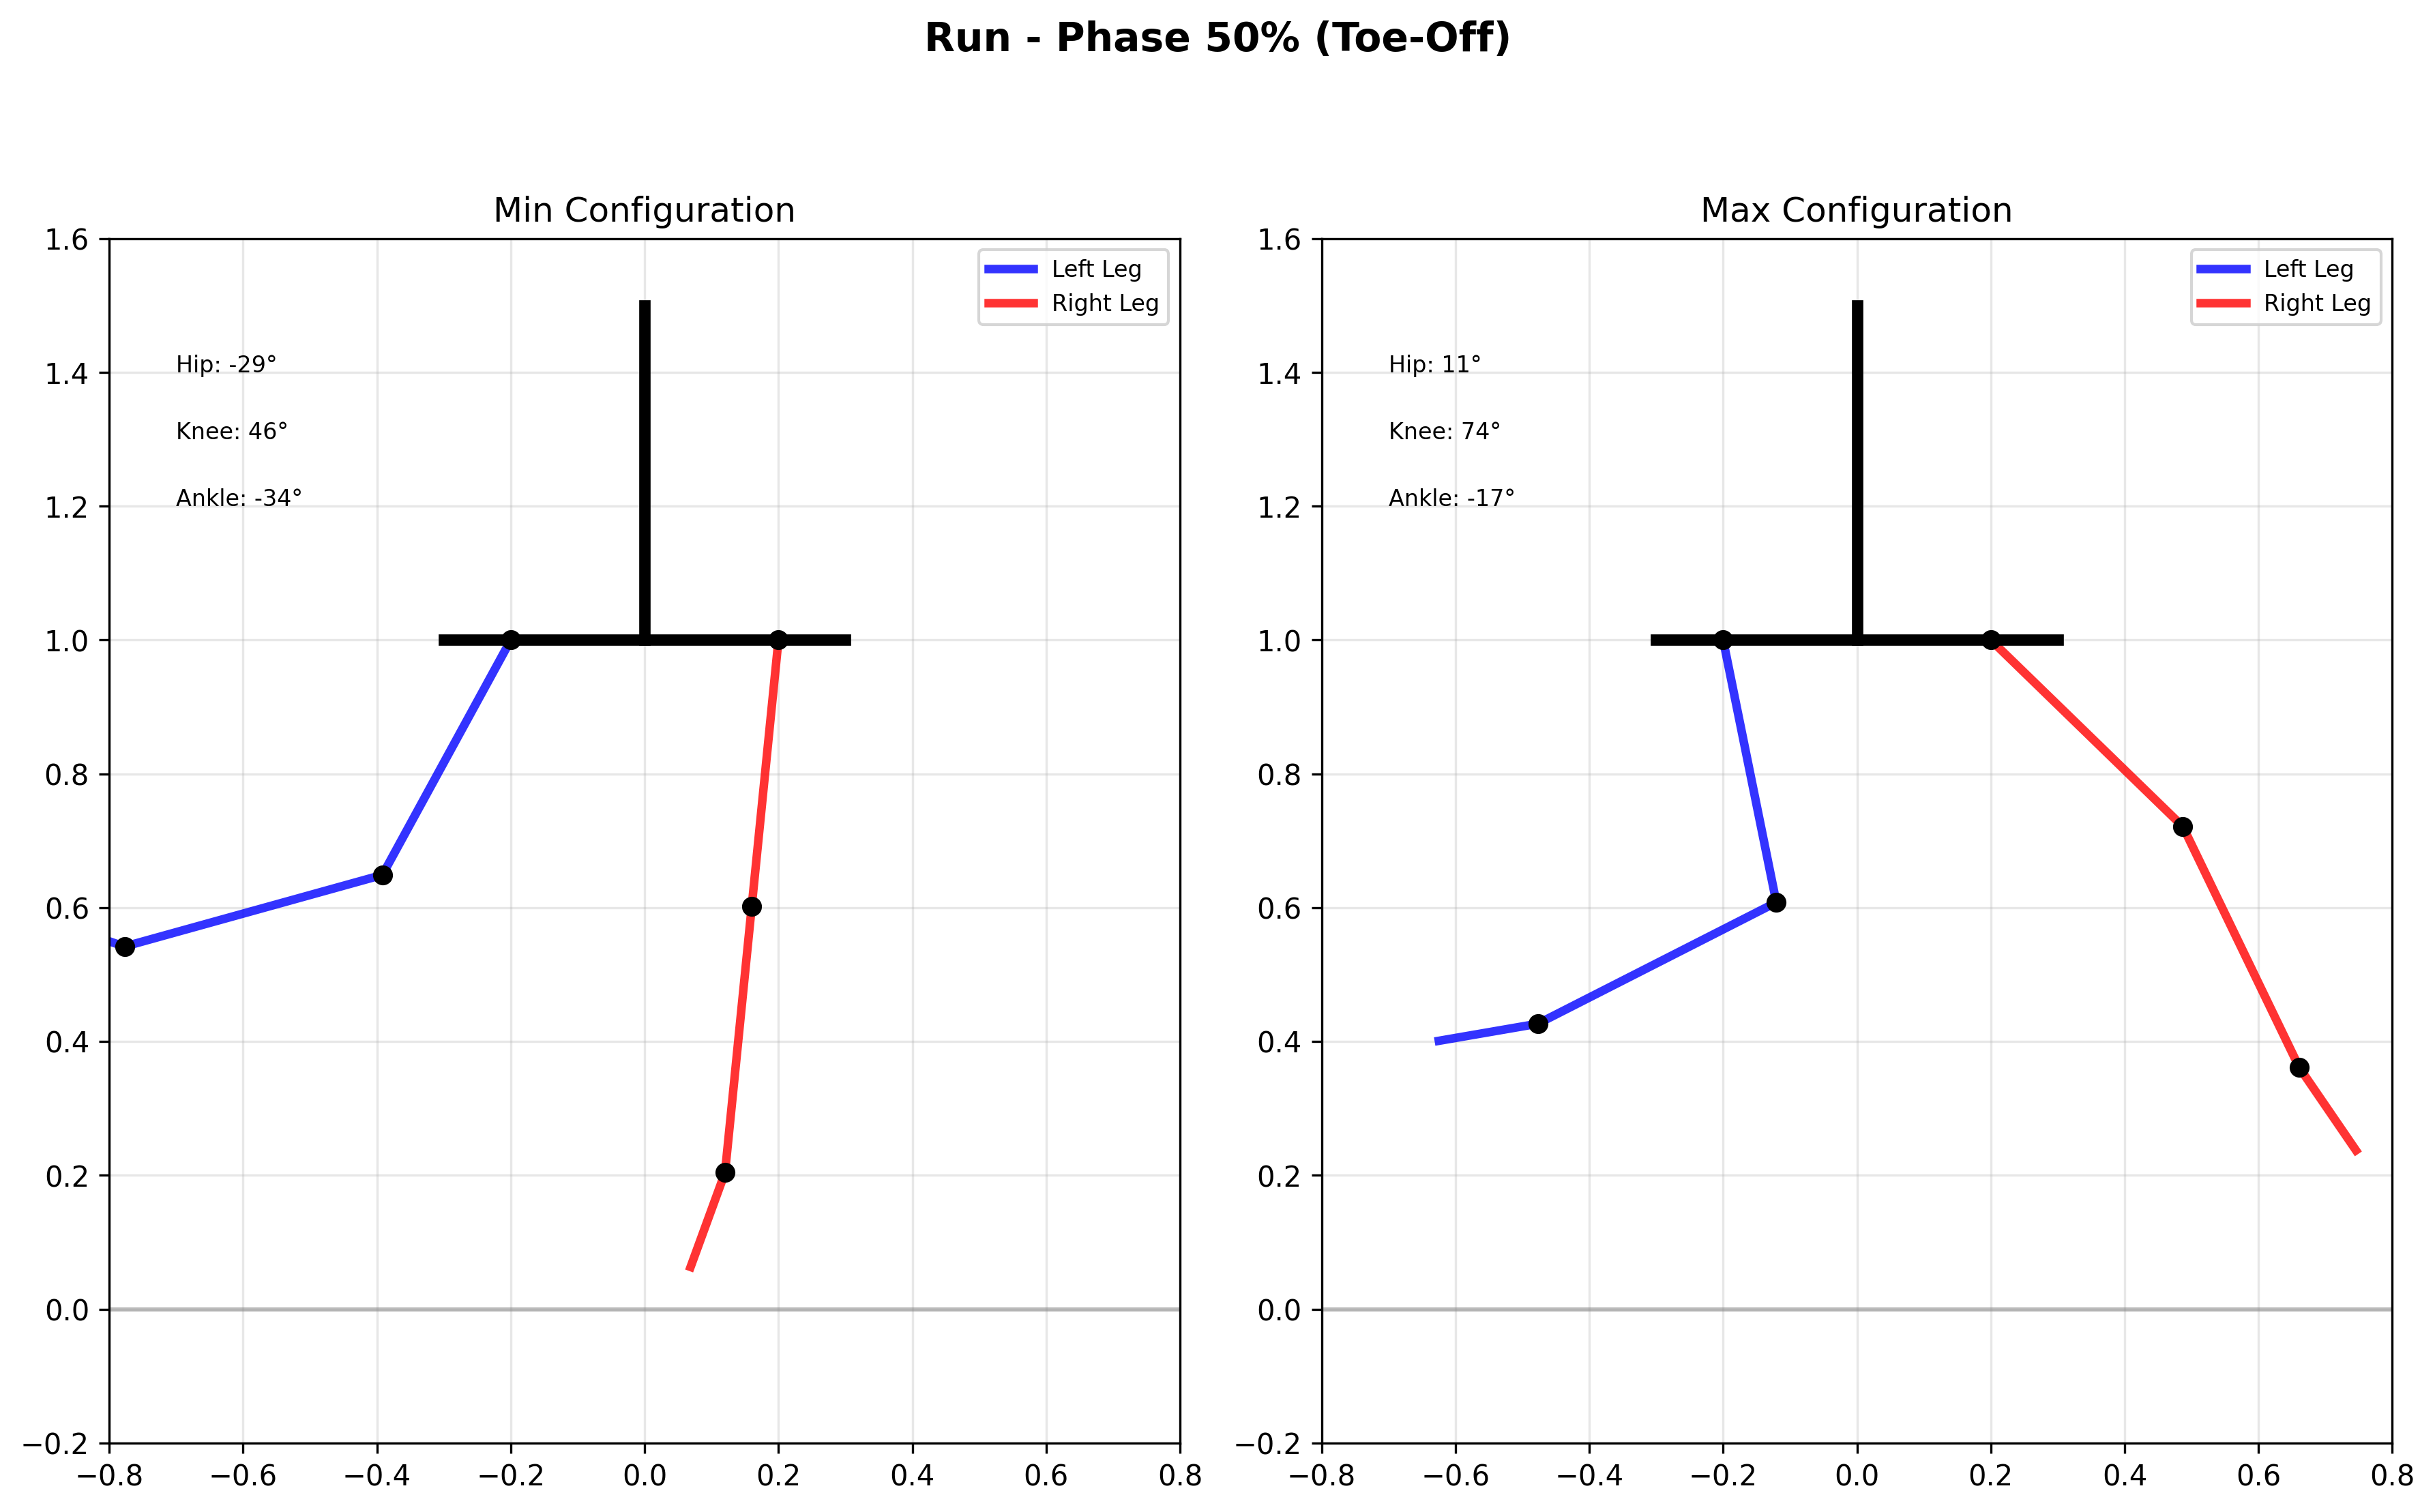 Run - Phase 50% (Toe-Off)
Min Configuration
1.6
1.4
1.2
1.0
0.8
0.6
0.4
0.2
0.0
−0.2
−0.8
−0.6
−0.4
−0.2
0.0
0.2
0.4
0.6
0.8
Hip: -29°
Knee: 46°
Ankle: -34°
Left Leg
Right Leg
Max Configuration
1.6
1.4
1.2
1.0
0.8
0.6
0.4
0.2
0.0
−0.2
−0.8
−0.6
−0.4
−0.2
0.0
0.2
0.4
0.6
0.8
Hip: 11°
Knee: 74°
Ankle: -17°
Left Leg
Right Leg